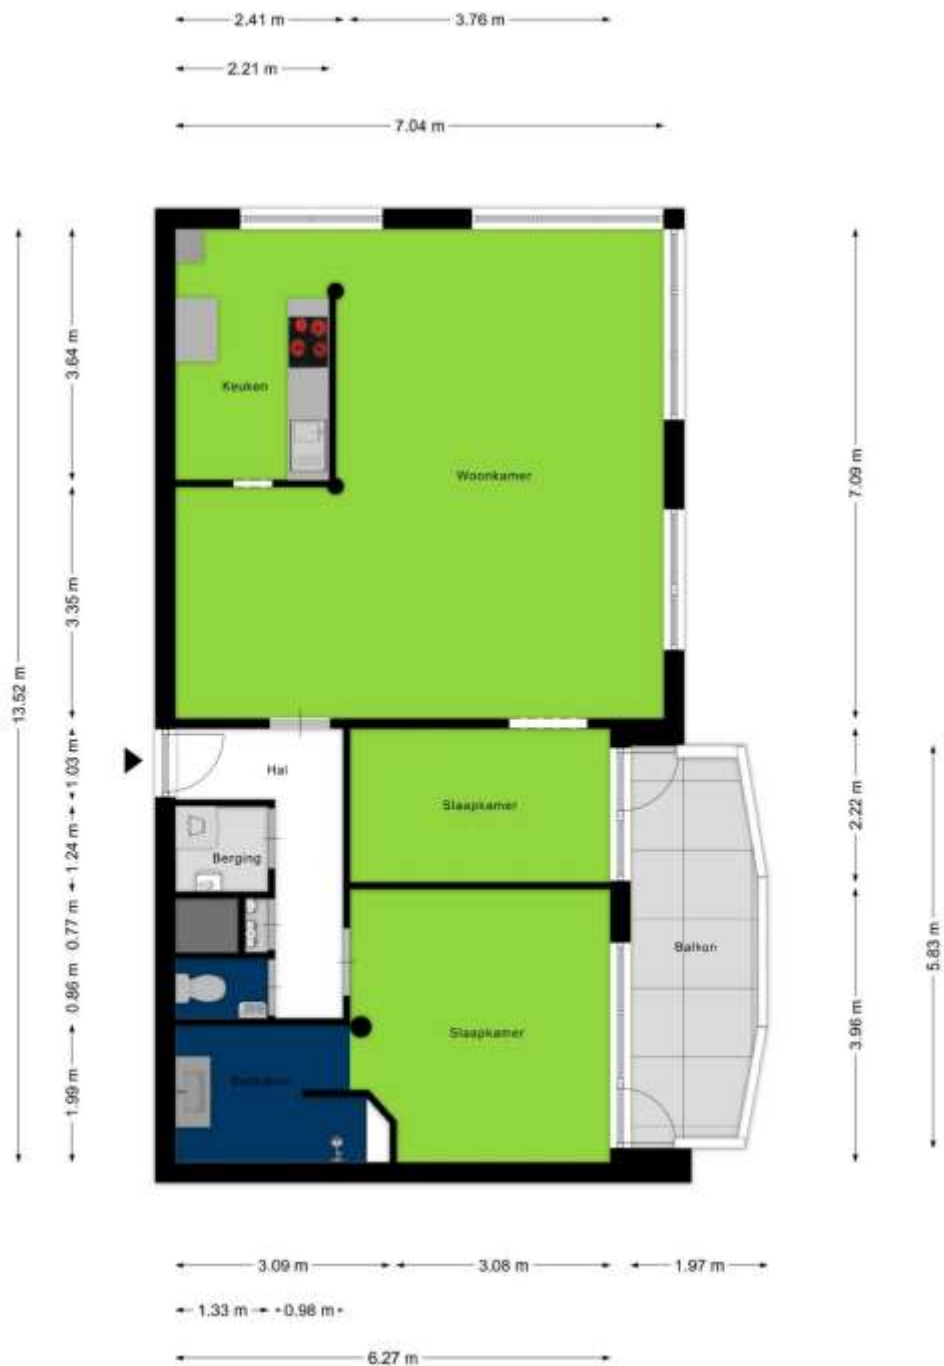 2.41 m
3.76 m
2.21 m
7.04 m
13.52 m
3.64 m
3.35 m
1.03 m
1.24 m
0.77 m
0.86 m
1.99 m
Keuken
Woonkamer
Hal
Slaapkamer
Berging
Balkon
Slaapkamer
7.09 m
2.22 m
3.96 m
5.83 m
3.09 m
3.08 m
1.97 m
1.33 m
0.98 m
6.27 m